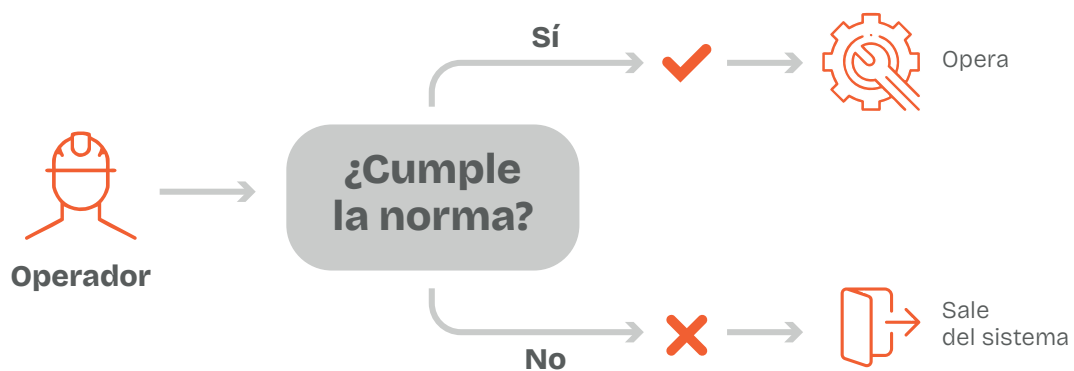 Sí
Opera
¿Cumple
la norma?
Operador
Sale
del sistema
No